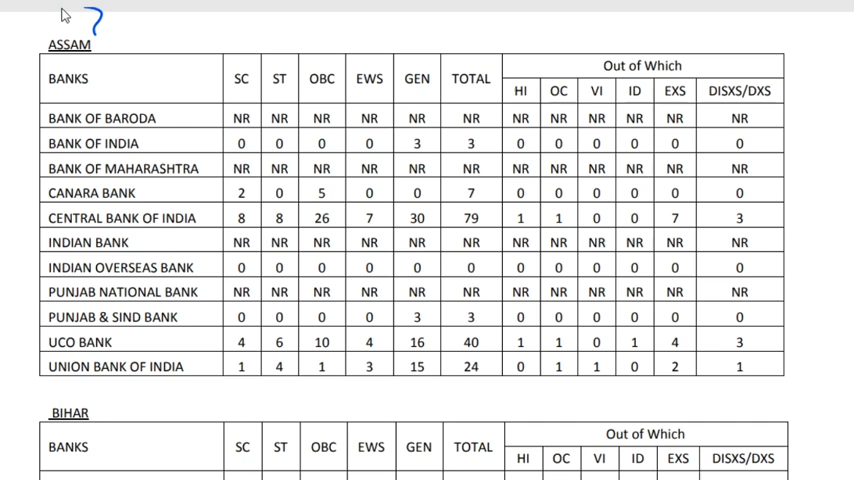 ?
ASSAM
BANKS SC ST OBC EWS GEN TOTAL Out of Which
HI OC VI ID EXS DISXS/DXS
BANK OF BARODA NR NR NR NR NR NR NR NR NR NR NR NR
BANK OF INDIA 0 0 0 0 3 3 0 0 0 0 0 0
BANK OF MAHARASHTRA NR NR NR NR NR NR NR NR NR NR NR NR
CANARA BANK 2 0 5 0 0 7 0 0 0 0 0 0
CENTRAL BANK OF INDIA 8 8 26 7 30 79 1 1 0 0 7 3
INDIAN BANK NR NR NR NR NR NR NR NR NR NR NR NR
INDIAN OVERSEAS BANK 0 0 0 0 0 0 0 0 0 0 0 0
PUNJAB NATIONAL BANK NR NR NR NR NR NR NR NR NR NR NR NR
PUNJAB & SIND BANK 0 0 0 0 3 3 0 0 0 0 0 0
UCO BANK 4 6 10 4 16 40 1 1 0 1 4 3
UNION BANK OF INDIA 1 4 1 3 15 24 0 1 1 0 2 1
BIHAR
BANKS SC ST OBC EWS GEN TOTAL Out of Which
HI OC VI ID EXS DISXS/DXS